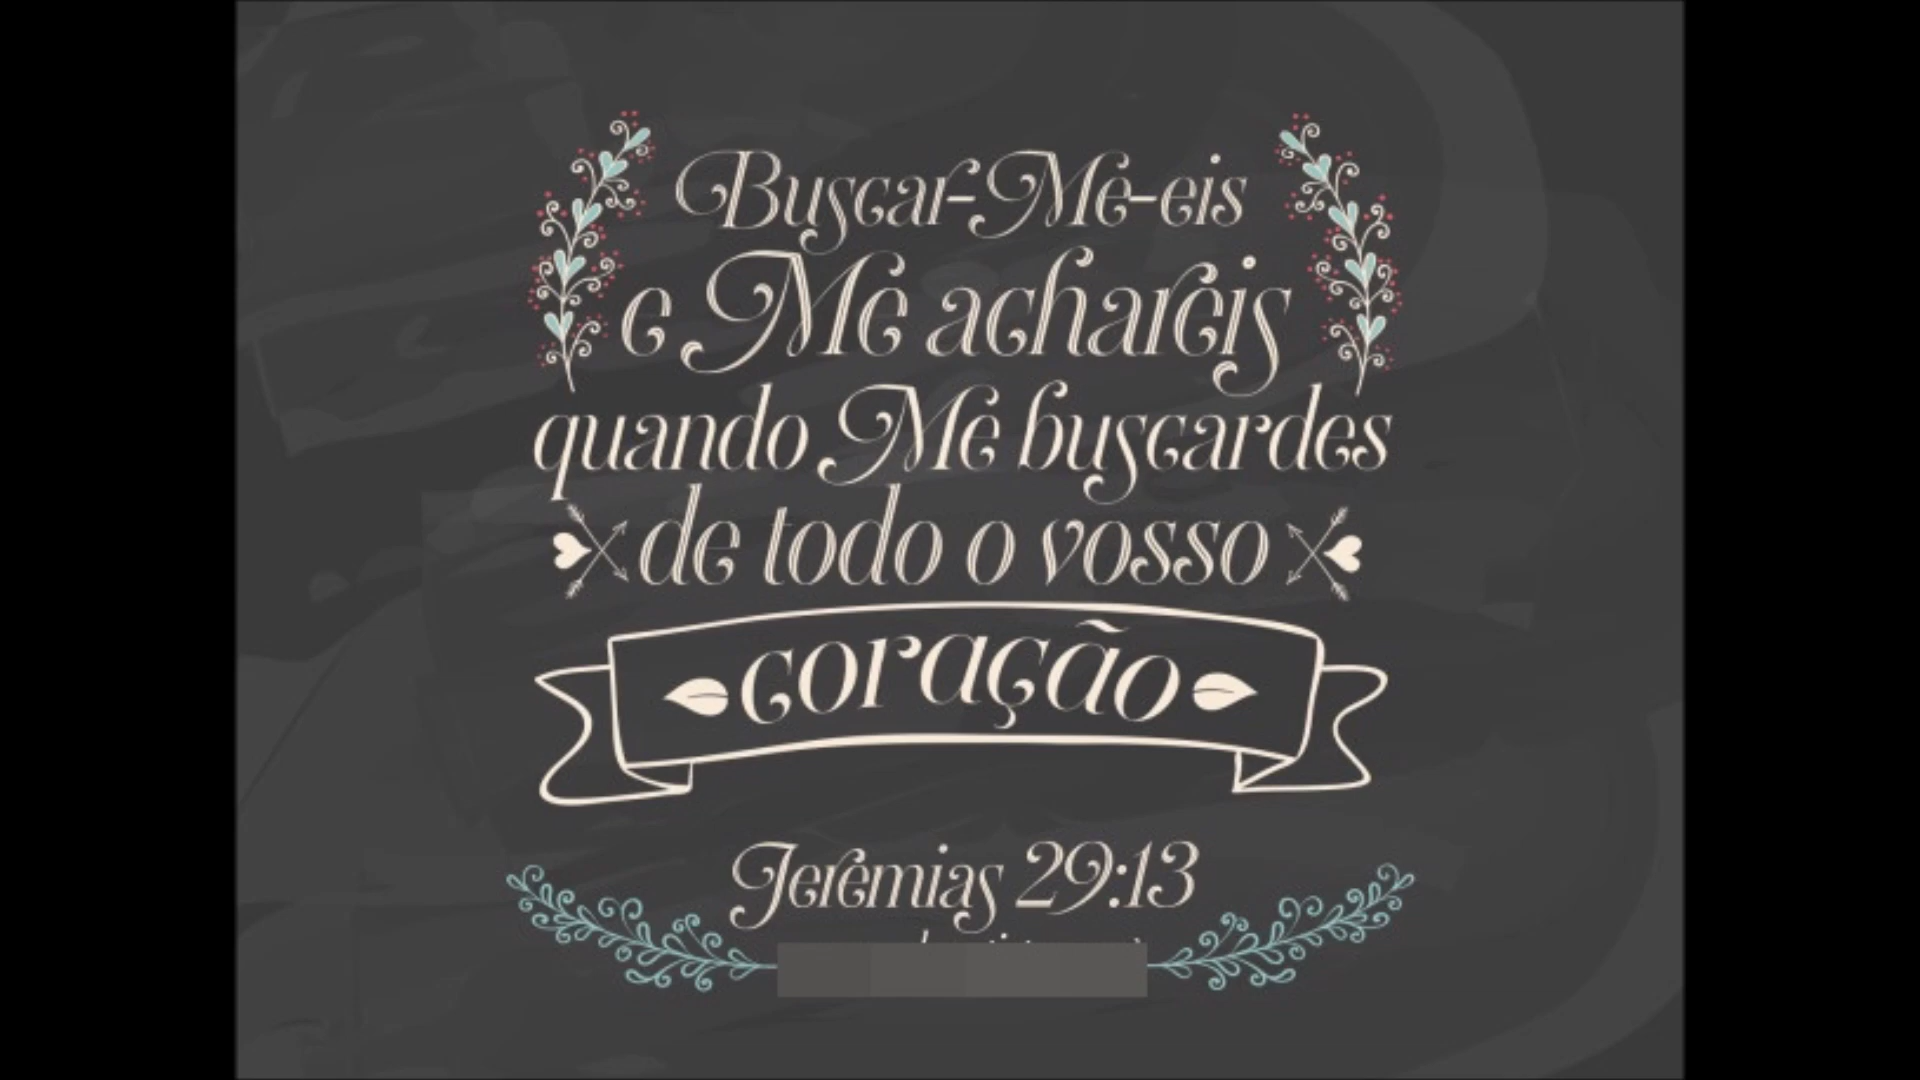 Buscar-Me-eis
e Me achareis
quando Me buscardes
de todo o vosso
coração
Jeremias 29:13